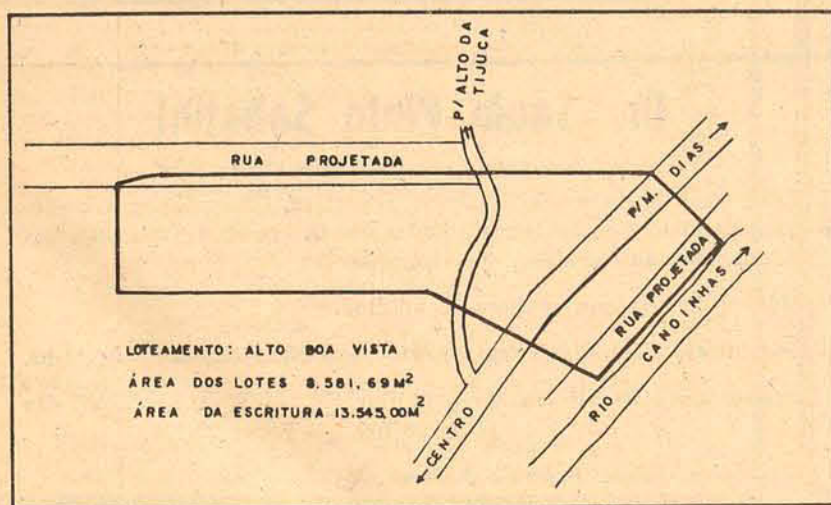 P/ ALTO DA
TIJUCA
RUA PROJETADA
P/M. DIAS
RUA PROJETADA
RIO CANOINHAS
LOTEAMENTO: ALTO BOA VISTA
ÁREA DOS LOTES 8.581,69M²
ÁREA DA ESCRITURA 13.545,00M²
CENTRO